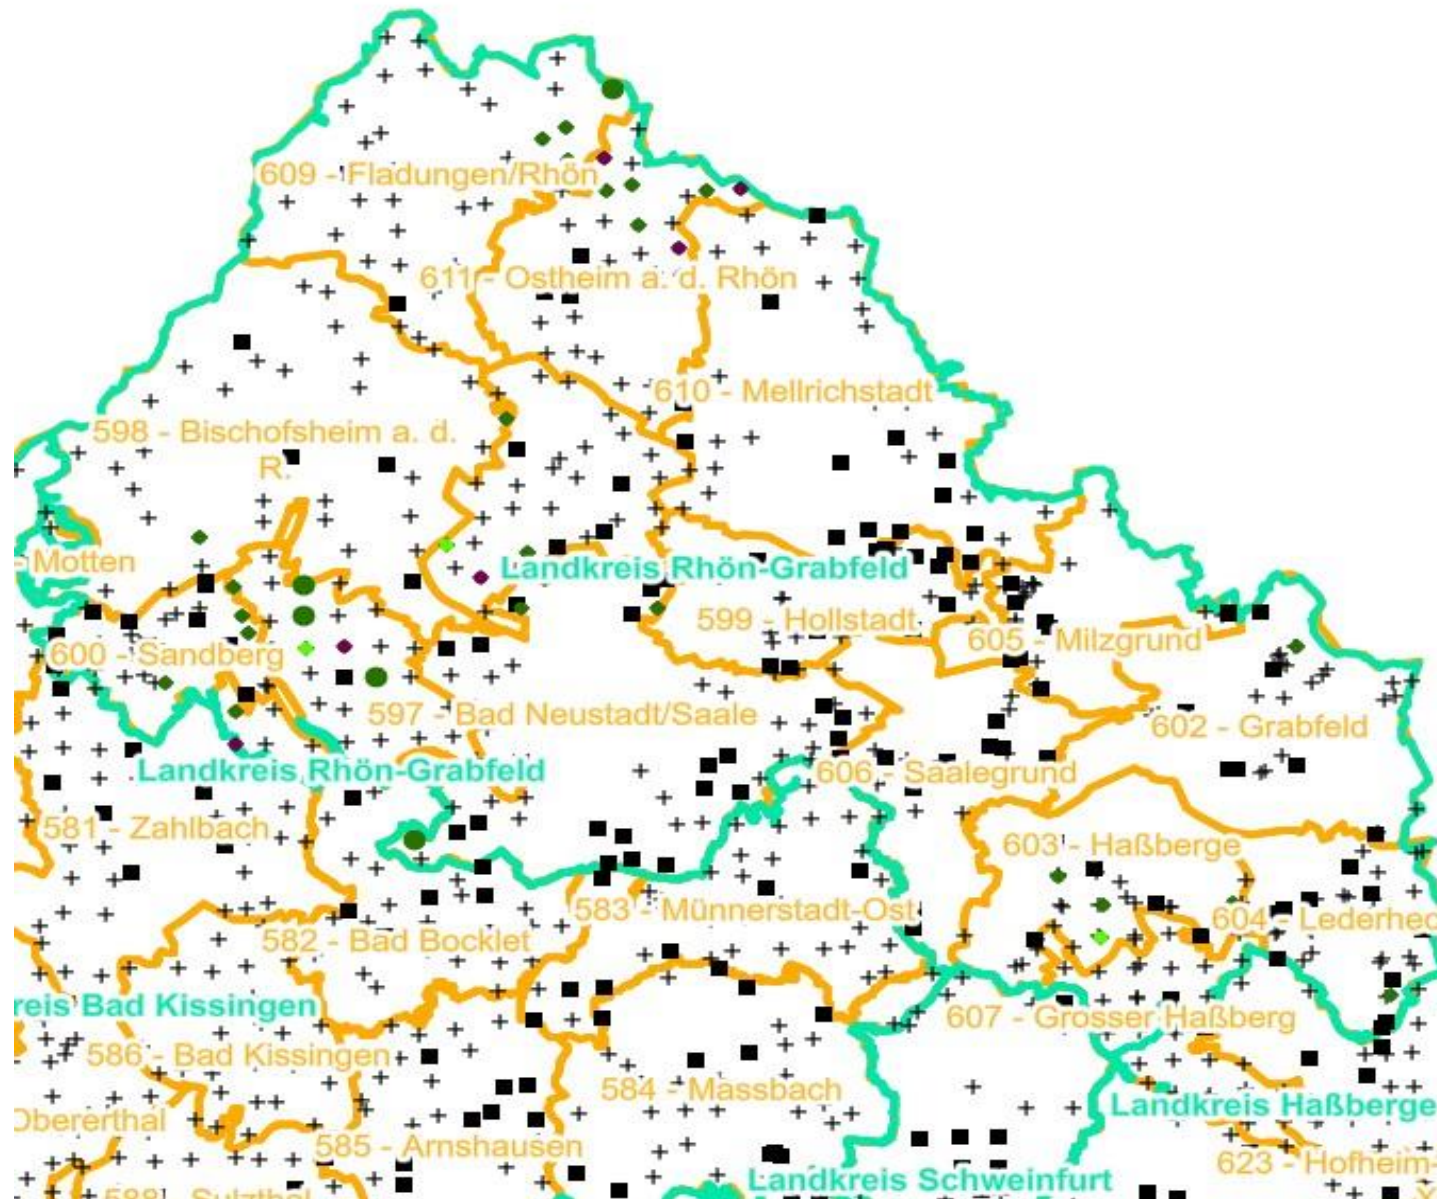 609 - Fladungen/Rhön
611 - Ostheim a. d. Rhön
610 - Mellrichstadt
598 - Bischofsheim a. d.
R.
- Motten
Landkreis Rhön-Grabfeld
599 - Hollstadt
605 - Milzgrund
600 - Sandberg
597 - Bad Neustadt/Saale
602 - Grabfeld
Landkreis Rhön-Grabfeld
606 - Saalegrund
581 - Zahlbach
603 - Haßberge
583 - Münnerstadt-Ost
604 - Lederhec
582 - Bad Bocklet
reis Bad Kissingen
607 - Grosser Haßberg
586 - Bad Kissingen
584 - Massbach
Landkreis Haßberge
Obererthal
585 - Arnshausen
623 - Hofheim-
Landkreis Schweinfurt
588 - Sulzthal